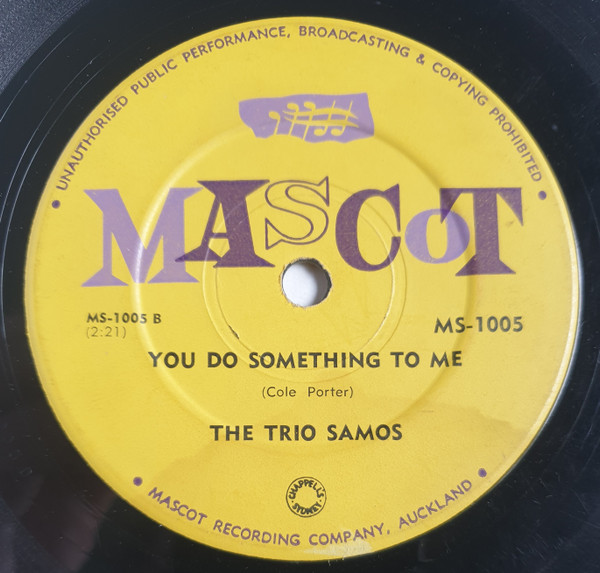 UNAUTHORISED PUBLIC PERFORMANCE, BROADCASTING & COPYING PROHIBITED
MASCOT
MS-1005 B
(2:21)
MS-1005
YOU DO SOMETHING TO ME
(Cole Porter)
THE TRIO SAMOS
CHAPPELL'S
SYDNEY
MASCOT RECORDING COMPANY, AUCKLAND